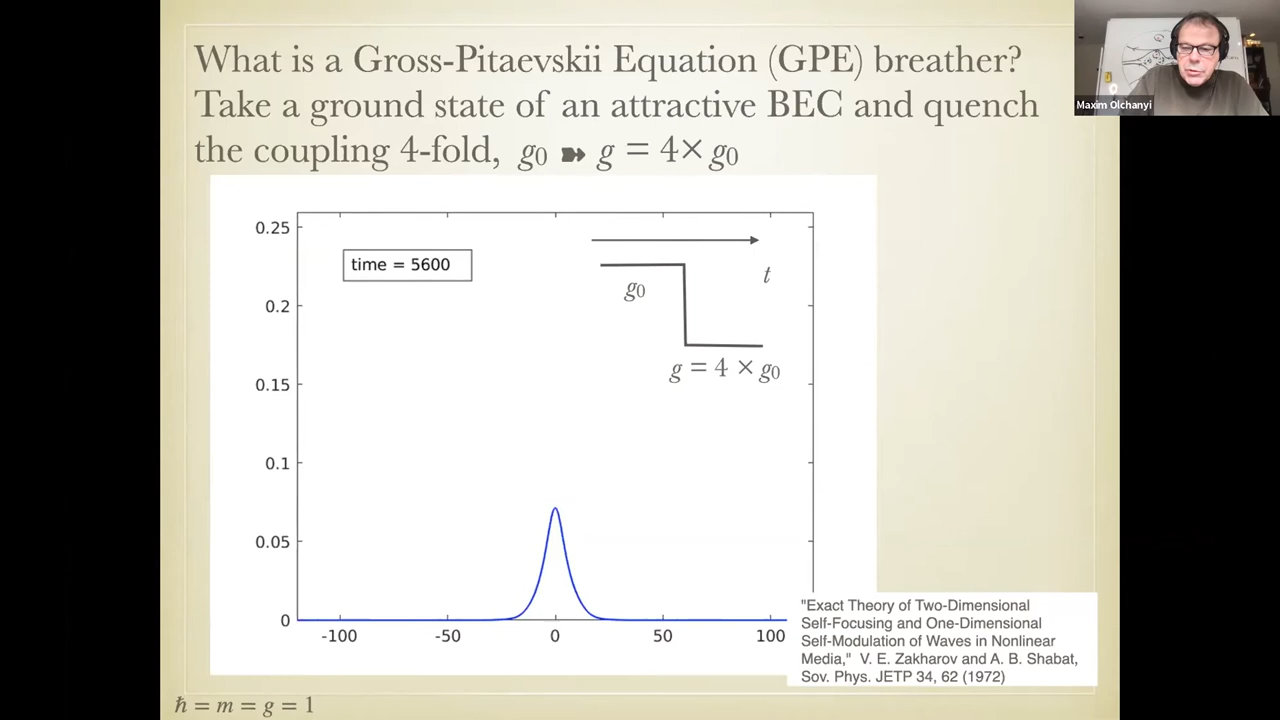 What is a Gross-Pitaevskii Equation (GPE) breather?
Take a ground state of an attractive BEC and quench
the coupling 4-fold, g₀ ➽ g = 4× g₀
Maxim Olchanyi
0.25
0.2
0.15
0.1
0.05
0
time = 5600
t
g₀
g = 4 × g₀
-100 -50 0 50 100
"Exact Theory of Two-Dimensional
Self-Focusing and One-Dimensional
Self-Modulation of Waves in Nonlinear
Media," V. E. Zakharov and A. B. Shabat,
Sov. Phys. JETP 34, 62 (1972)
ℏ = m = g = 1